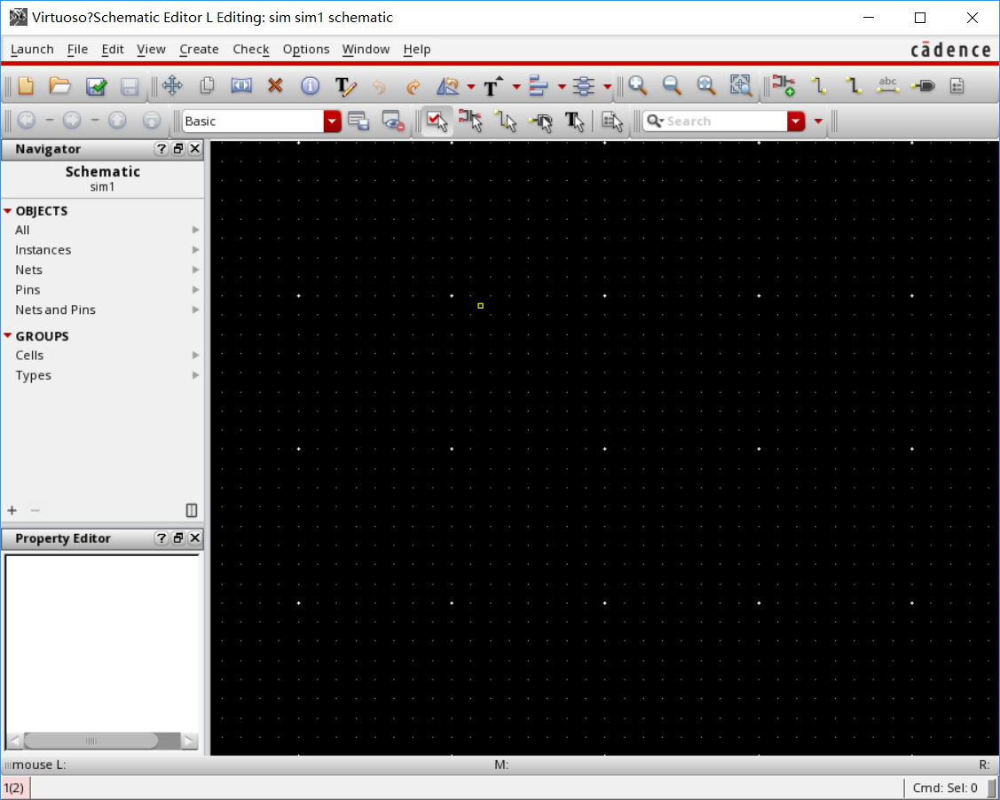 Virtuoso?Schematic Editor L Editing: sim sim1 schematic
Launch File Edit View Create Check Options Window Help
cādence
abc
Basic
Search
Navigator
Schematic
sim1
OBJECTS
All
Instances
Nets
Pins
Nets and Pins
GROUPS
Cells
Types
Property Editor
mouse L: M: R:
1(2) Cmd: Sel: 0